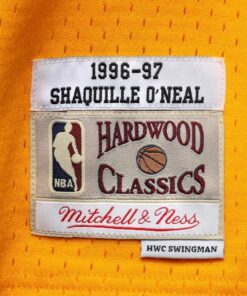 1996–97
SHAQUILLE O'NEAL
NBA
HARDWOOD
CLASSICS
Mitchell & Ness
HWC SWINGMAN